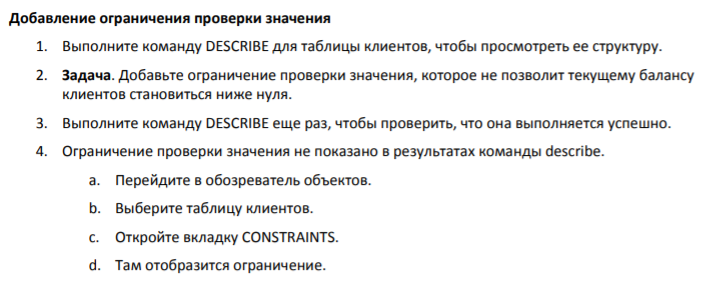 Добавление ограничения проверки значения
1. Выполните команду DESCRIBE для таблицы клиентов, чтобы просмотреть ее структуру.
2. Задача. Добавьте ограничение проверки значения, которое не позволит текущему балансу
клиентов становиться ниже нуля.
3. Выполните команду DESCRIBE еще раз, чтобы проверить, что она выполняется успешно.
4. Ограничение проверки значения не показано в результатах команды describe.
a. Перейдите в обозреватель объектов.
b. Выберите таблицу клиентов.
c. Откройте вкладку CONSTRAINTS.
d. Там отобразится ограничение.